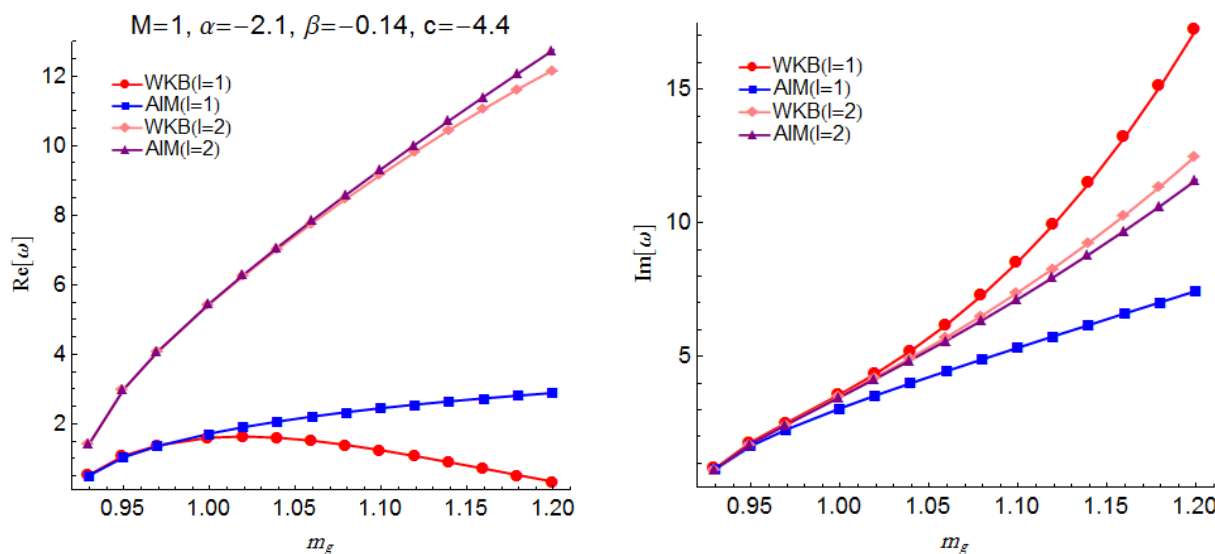 M=1, α=−2.1, β=−0.14, c=−4.4
WKB(l=1)
AIM(l=1)
WKB(l=2)
AIM(l=2)
Re[ω]
12
10
8
6
4
2
0.95 1.00 1.05 1.10 1.15 1.20
m_g
WKB(l=1)
AIM(l=1)
WKB(l=2)
AIM(l=2)
Im[ω]
15
10
5
0.95 1.00 1.05 1.10 1.15 1.20
m_g